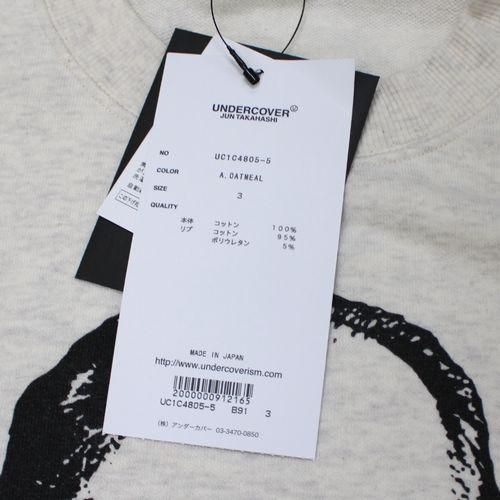 UNDERCOVER
JUN TAKAHASHI
NO UC1C4805-5
COLOR A.OATMEAL
SIZE 3
QUALITY
本体 コットン 100%
リブ コットン 95%
ポリウレタン 5%
MADE IN JAPAN
http://www.undercoverism.com
2000000912165
UC1C4805-5 B91 3
(株) アンダーカバー 03-3470-0850